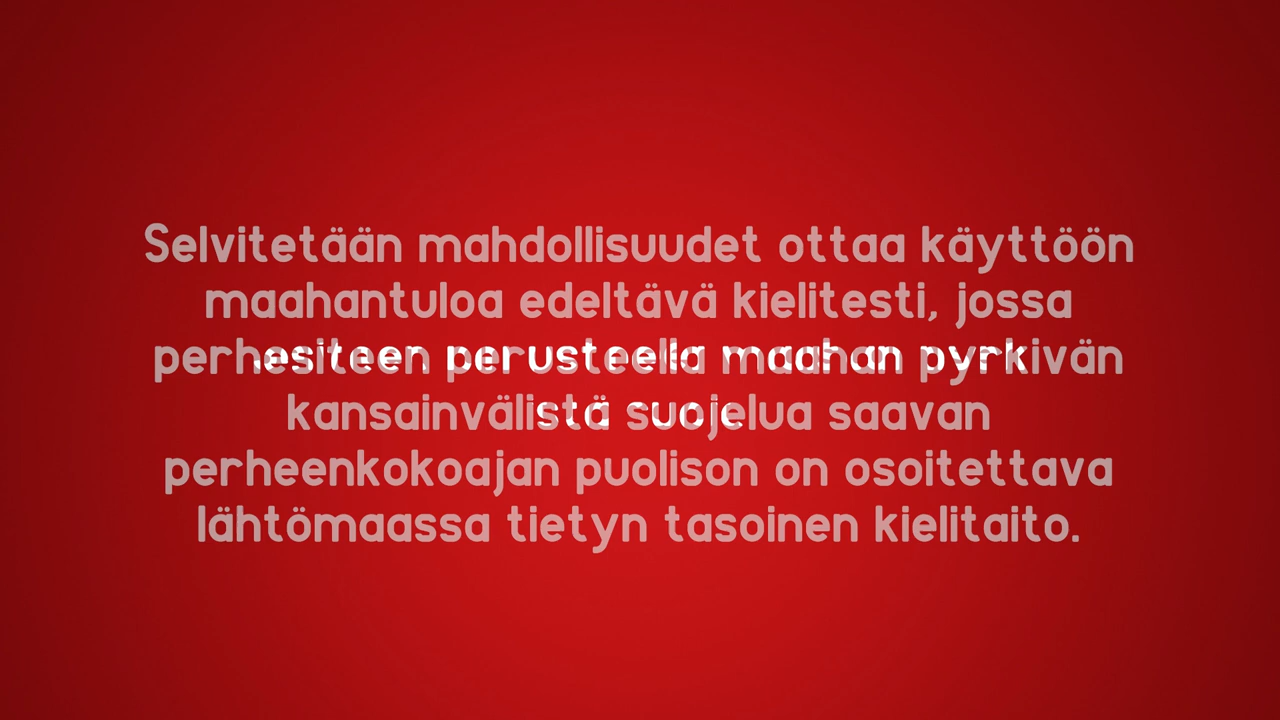 Selvitetään mahdollisuudet ottaa käyttöön
maahantuloa edeltävä kielitesti, jossa
perhesiteen perusteella maahan pyrkivän
kansainvälistä suojelua saavan
perheenkokoajan puolison on osoitettava
lähtömaassa tietyn tasoinen kielitaito.